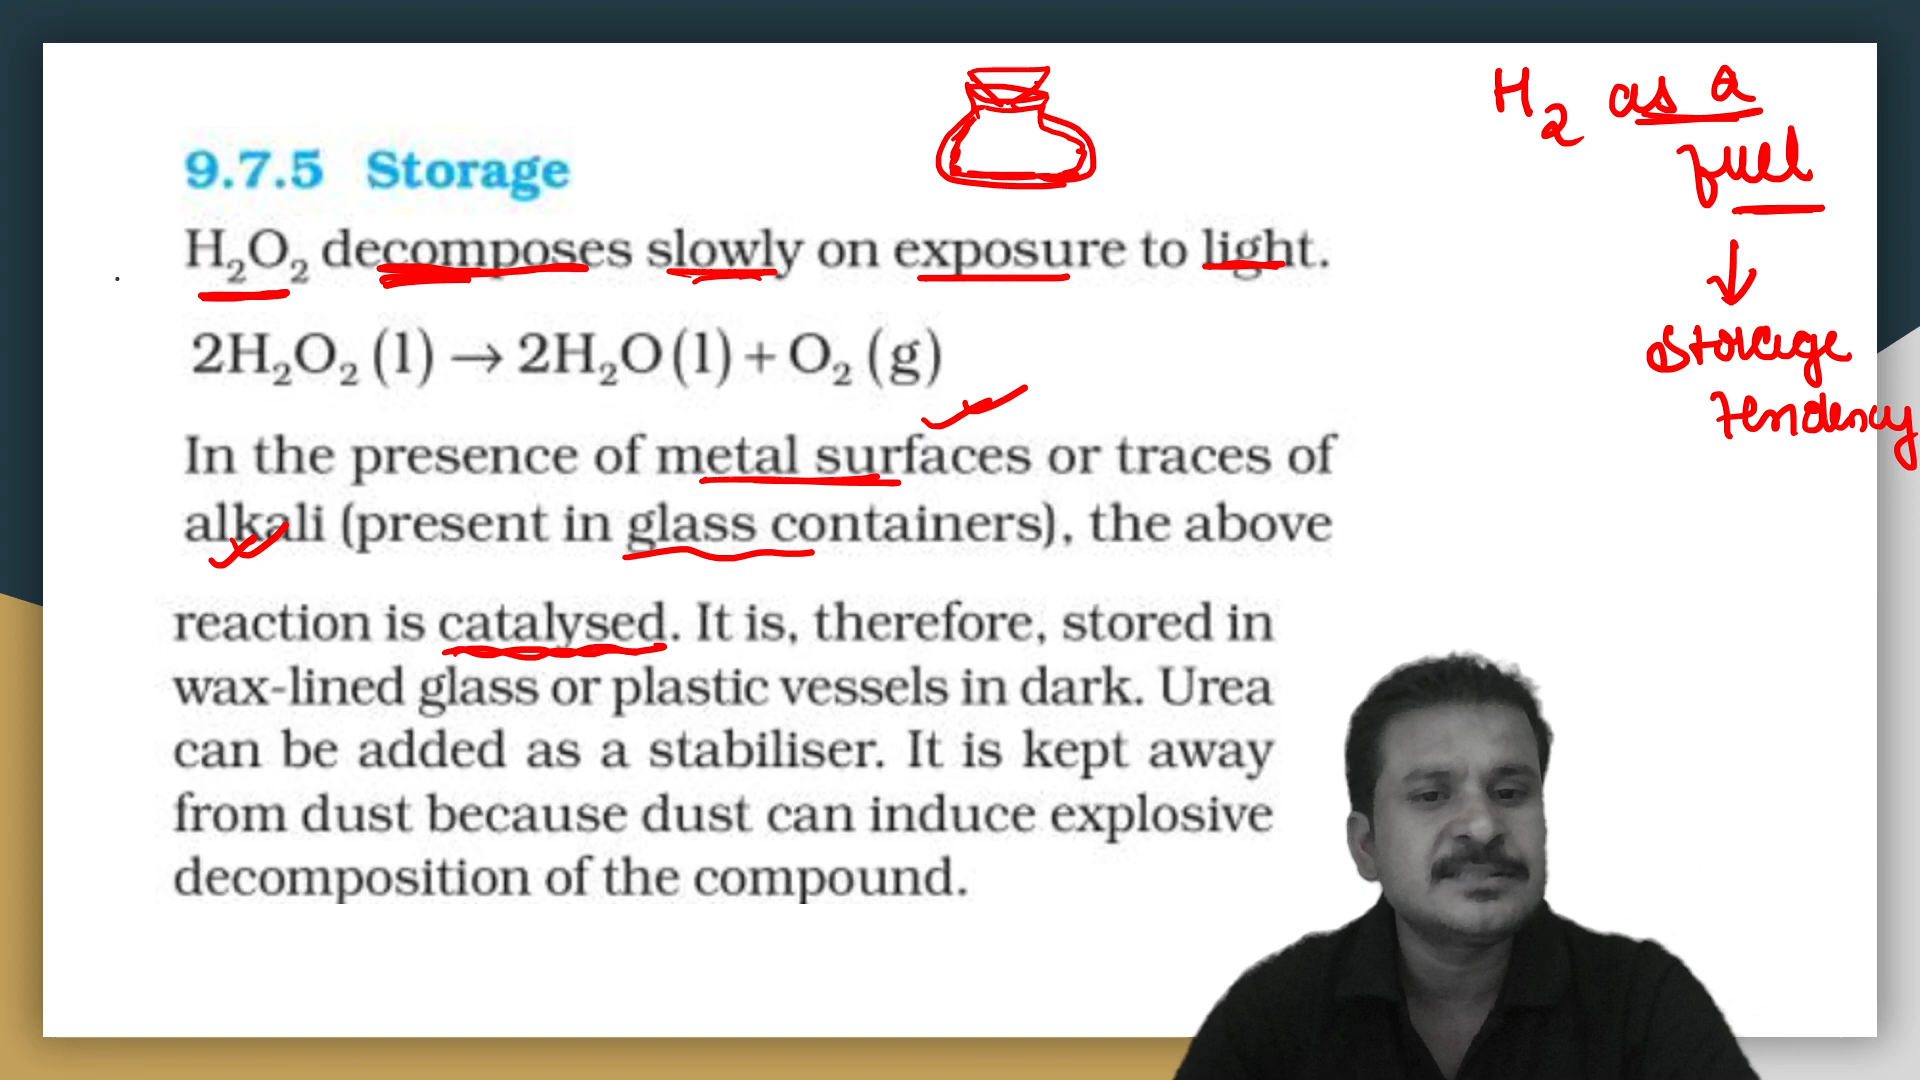 9.7.5 Storage
H₂O₂ decomposes slowly on exposure to light.
2H₂O₂ (l) → 2H₂O (l) + O₂ (g)
In the presence of metal surfaces or traces of
alkali (present in glass containers), the above
reaction is catalysed. It is, therefore, stored in
wax-lined glass or plastic vessels in dark. Urea
can be added as a stabiliser. It is kept away
from dust because dust can induce explosive
decomposition of the compound.
H₂ as a
fuel
↓
storage
tendency